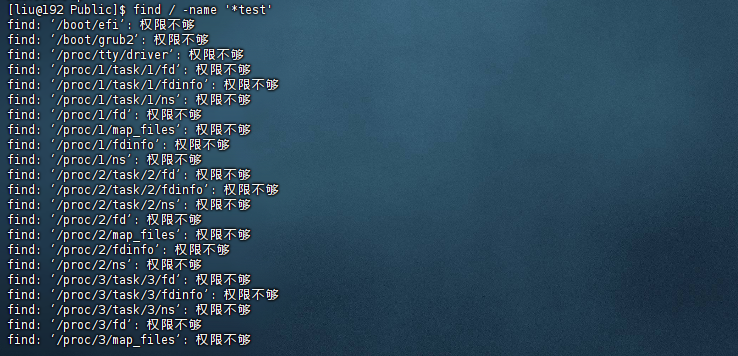 [liu@192 Public]$ find / -name '*test'
find: ‘/boot/efi’: 权限不够
find: ‘/boot/grub2’: 权限不够
find: ‘/proc/tty/driver’: 权限不够
find: ‘/proc/1/task/1/fd’: 权限不够
find: ‘/proc/1/task/1/fdinfo’: 权限不够
find: ‘/proc/1/task/1/ns’: 权限不够
find: ‘/proc/1/fd’: 权限不够
find: ‘/proc/1/map_files’: 权限不够
find: ‘/proc/1/fdinfo’: 权限不够
find: ‘/proc/1/ns’: 权限不够
find: ‘/proc/2/task/2/fd’: 权限不够
find: ‘/proc/2/task/2/fdinfo’: 权限不够
find: ‘/proc/2/task/2/ns’: 权限不够
find: ‘/proc/2/fd’: 权限不够
find: ‘/proc/2/map_files’: 权限不够
find: ‘/proc/2/fdinfo’: 权限不够
find: ‘/proc/2/ns’: 权限不够
find: ‘/proc/3/task/3/fd’: 权限不够
find: ‘/proc/3/task/3/fdinfo’: 权限不够
find: ‘/proc/3/task/3/ns’: 权限不够
find: ‘/proc/3/fd’: 权限不够
find: ‘/proc/3/map_files’: 权限不够